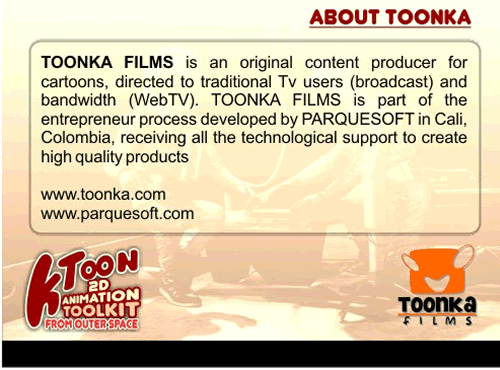 ABOUT TOONKA
TOONKA FILMS is an original content producer for
cartoons, directed to traditional Tv users (broadcast) and
bandwidth (WebTV). TOONKA FILMS is part of the
entrepreneur process developed by PARQUESOFT in Cali,
Colombia, receiving all the technological support to create
high quality products
www.toonka.com
www.parquesoft.com
kToon
2D
ANIMATION
TOOLKIT
FROM OUTER SPACE
Toonka
FILMS